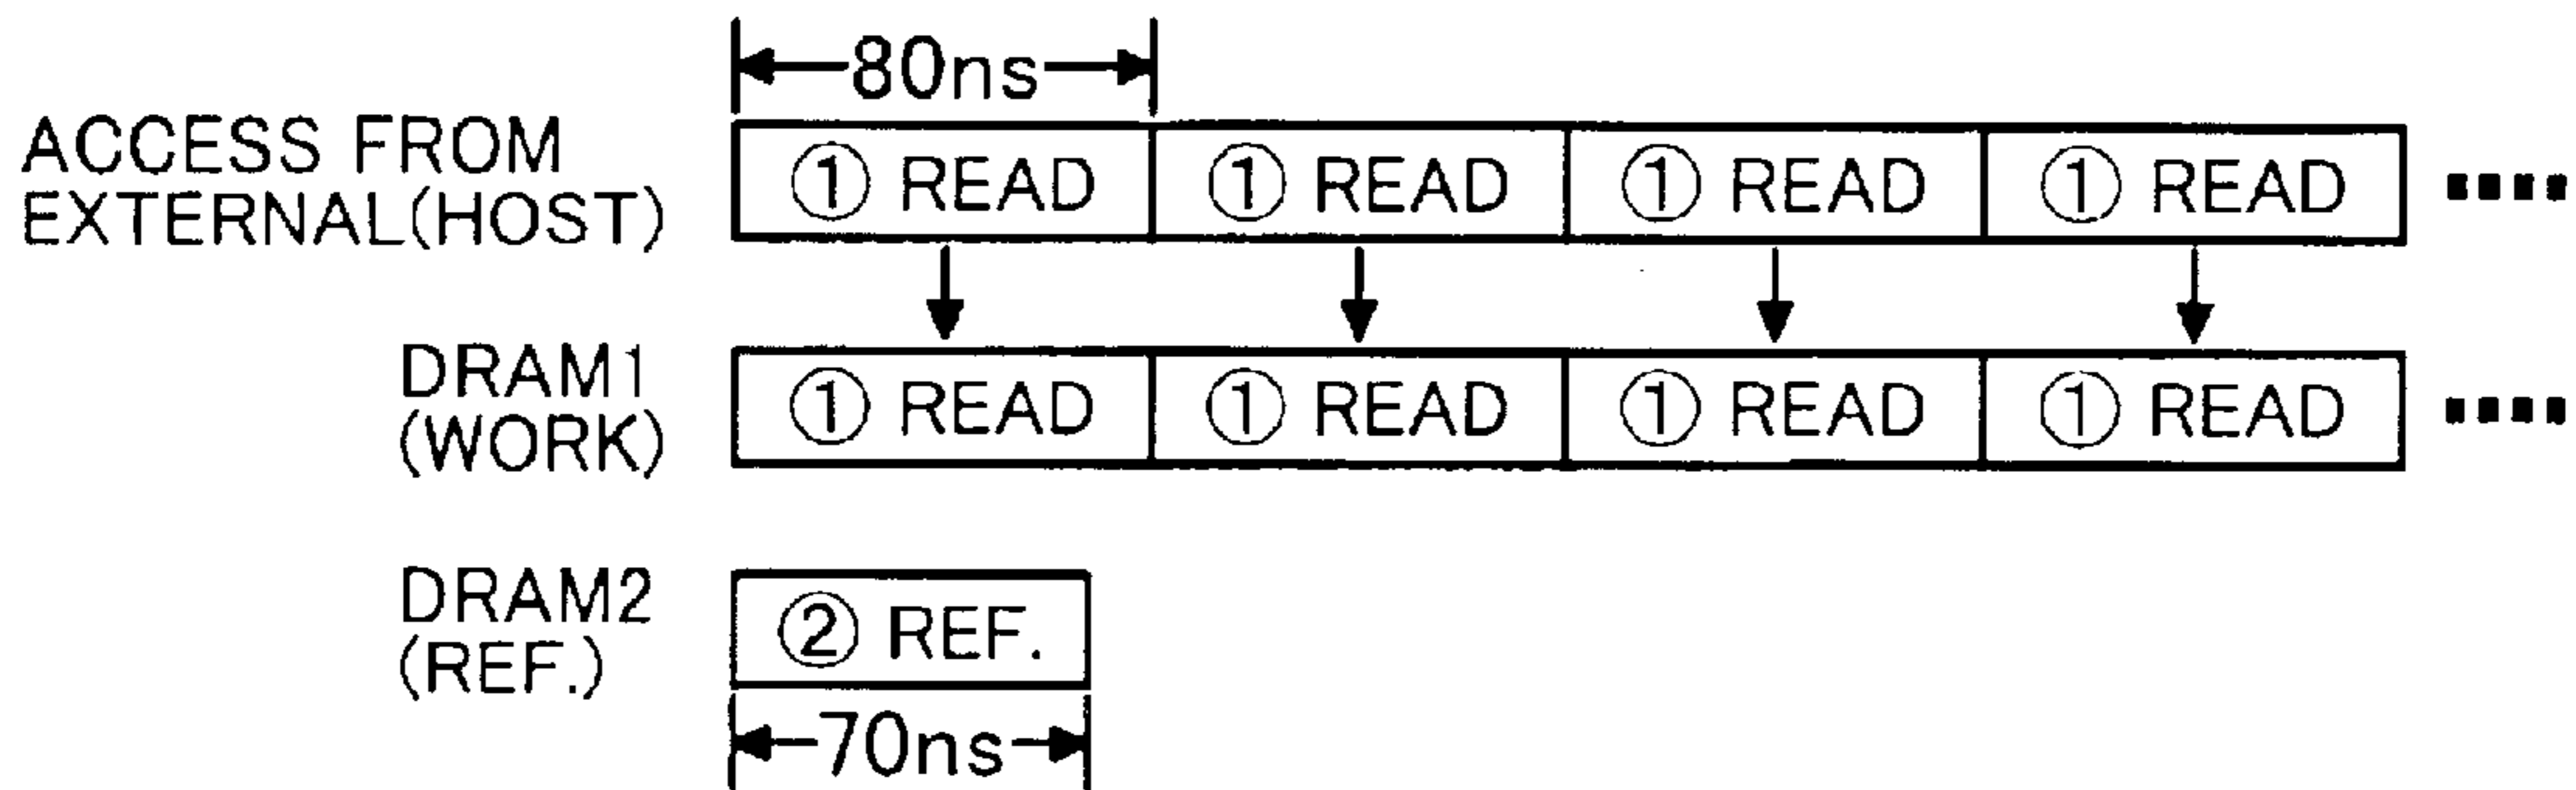 80ns
ACCESS FROM
EXTERNAL(HOST)
① READ ① READ ① READ ① READ
DRAM1
(WORK)
① READ ① READ ① READ ① READ
DRAM2
(REF.)
② REF.
70ns